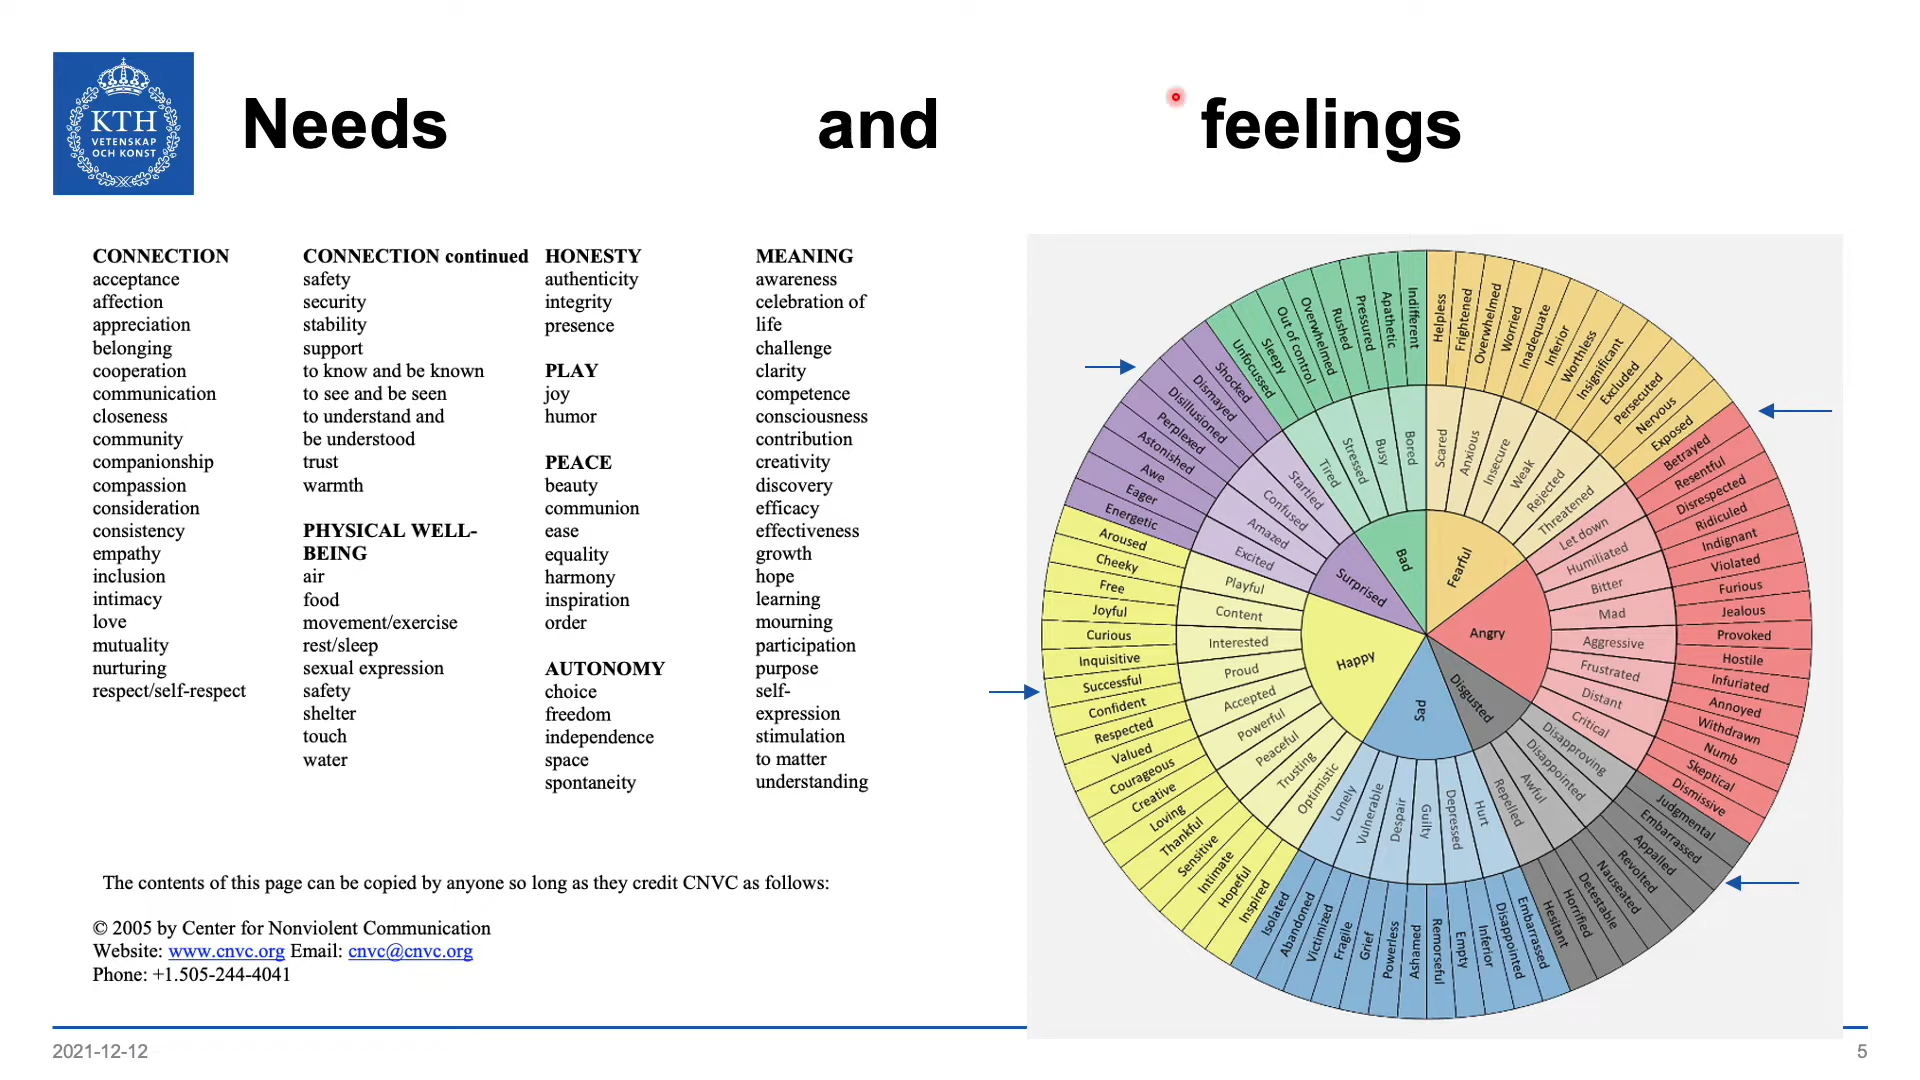 KTH
VETENSKAP
OCH KONST
Needs and feelings
CONNECTION
acceptance
affection
appreciation
belonging
cooperation
communication
closeness
community
companionship
compassion
consideration
consistency
empathy
inclusion
intimacy
love
mutuality
nurturing
respect/self-respect
CONNECTION continued
safety
security
stability
support
to know and be known
to see and be seen
to understand and
be understood
trust
warmth
PHYSICAL WELL-
BEING
air
food
movement/exercise
rest/sleep
sexual expression
safety
shelter
touch
water
HONESTY
authenticity
integrity
presence
PLAY
joy
humor
PEACE
beauty
communion
ease
equality
harmony
inspiration
order
AUTONOMY
choice
freedom
independence
space
spontaneity
MEANING
awareness
celebration of
life
challenge
clarity
competence
consciousness
contribution
creativity
discovery
efficacy
effectiveness
growth
hope
learning
mourning
participation
purpose
self-
expression
stimulation
to matter
understanding
The contents of this page can be copied by anyone so long as they credit CNVC as follows:
© 2005 by Center for Nonviolent Communication
Website: www.cnvc.org Email: cnvc@cnvc.org
Phone: +1.505-244-4041
Fearful
Angry
Disgusted
Sad
Happy
Surprised
Bad
Scared
Anxious
Insecure
Weak
Rejected
Threatened
Let down
Humiliated
Bitter
Mad
Aggressive
Frustrated
Distant
Critical
Disapproving
Disappointed
Awful
Repelled
Hurt
Depressed
Guilty
Despair
Vulnerable
Lonely
Optimistic
Trusting
Peaceful
Powerful
Accepted
Proud
Interested
Content
Playful
Excited
Amazed
Confused
Startled
Tired
Stressed
Busy
Bored
Helpless
Frightened
Overwhelmed
Worried
Inadequate
Inferior
Worthless
Insignificant
Excluded
Persecuted
Nervous
Exposed
Betrayed
Resentful
Disrespected
Ridiculed
Indignant
Violated
Furious
Jealous
Provoked
Hostile
Infuriated
Annoyed
Withdrawn
Numb
Skeptical
Dismissive
Judgmental
Embarrassed
Appalled
Revolted
Nauseated
Detestable
Horrified
Hesitant
Embarrassed
Disappointed
Inferior
Empty
Remorseful
Ashamed
Powerless
Grief
Fragile
Victimized
Abandoned
Isolated
Inspired
Hopeful
Intimate
Sensitive
Thankful
Loving
Creative
Courageous
Valued
Respected
Confident
Successful
Inquisitive
Curious
Joyful
Free
Cheeky
Aroused
Energetic
Eager
Awe
Astonished
Perplexed
Disillusioned
Dismayed
Shocked
Unfocussed
Sleepy
Out of control
Overwhelmed
Rushed
Pressured
Apathetic
Indifferent
2021-12-12
5